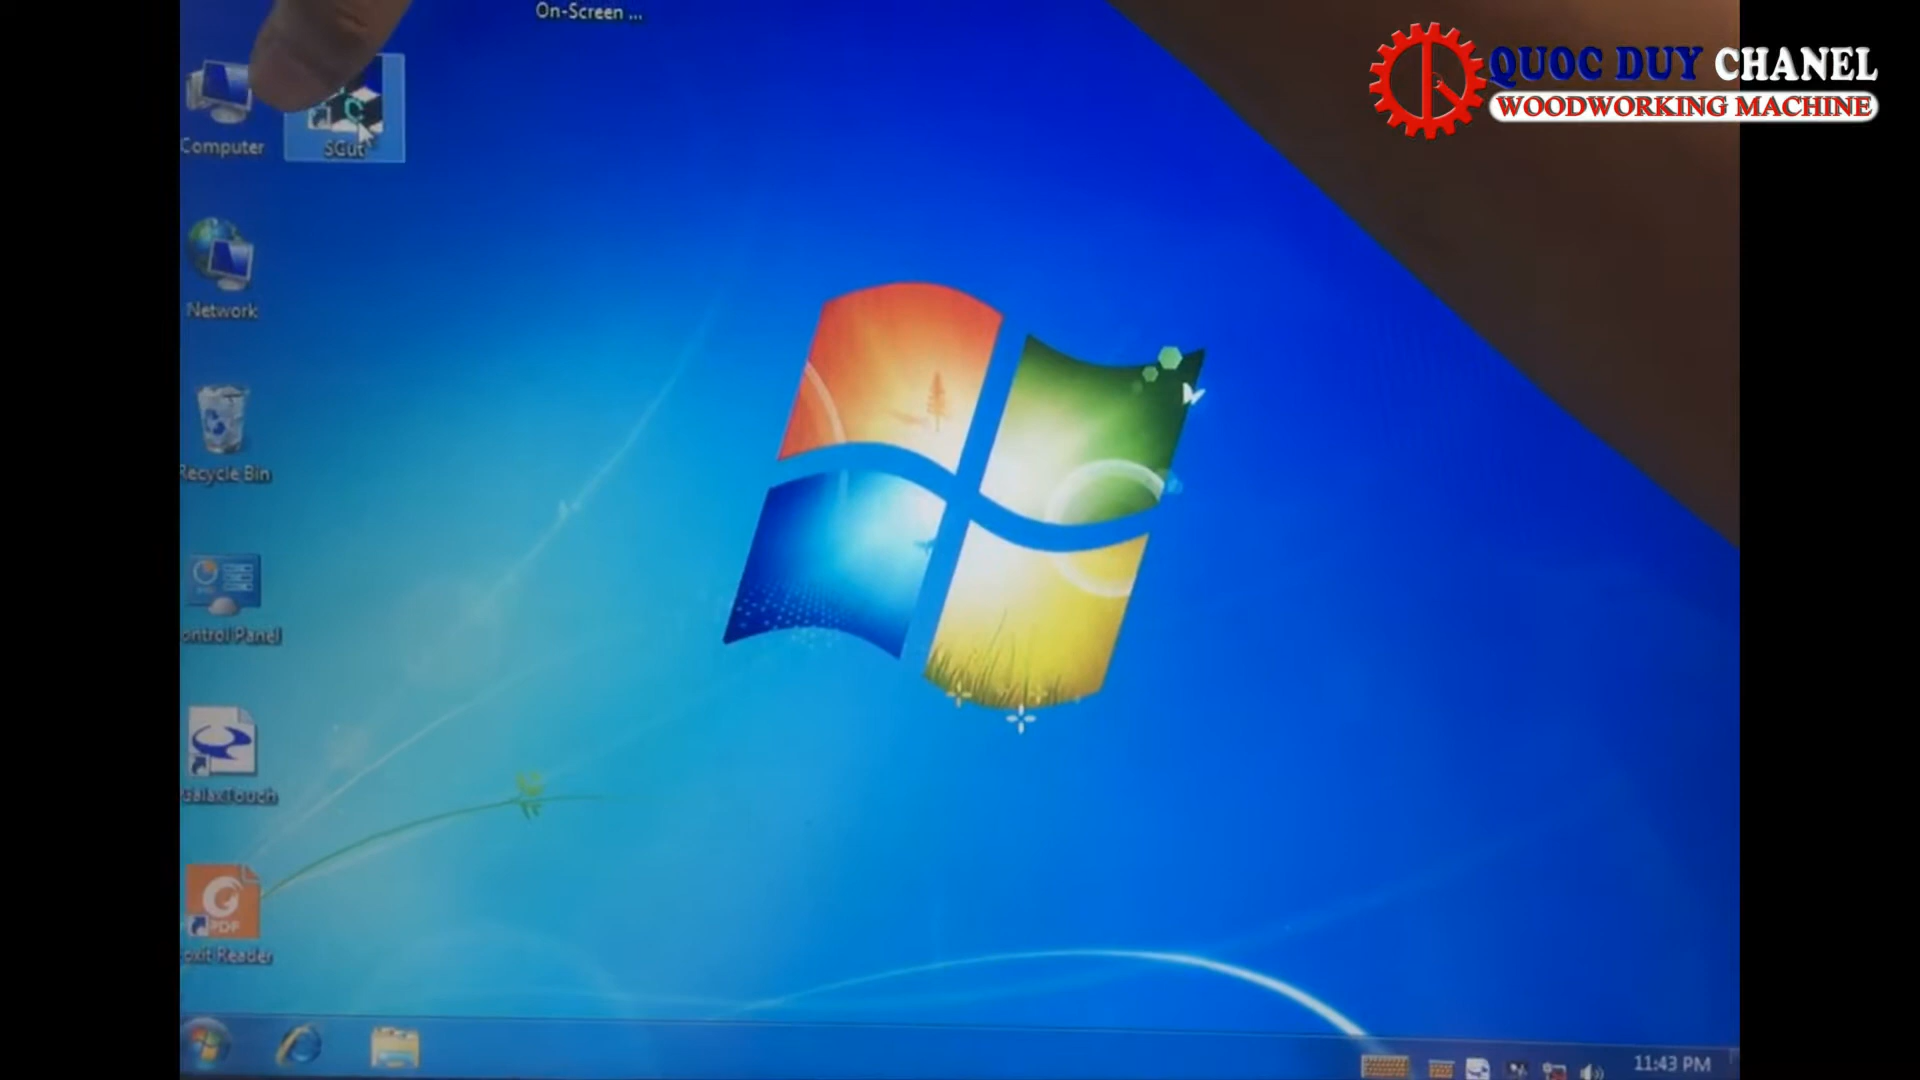 On-Screen ...
QUOC DUY CHANEL
WOODWORKING MACHINE
Computer
SCut
Network
Recycle Bin
ontrol Panel
GalaxTouch
PDF
oxit Reader
11:43 PM